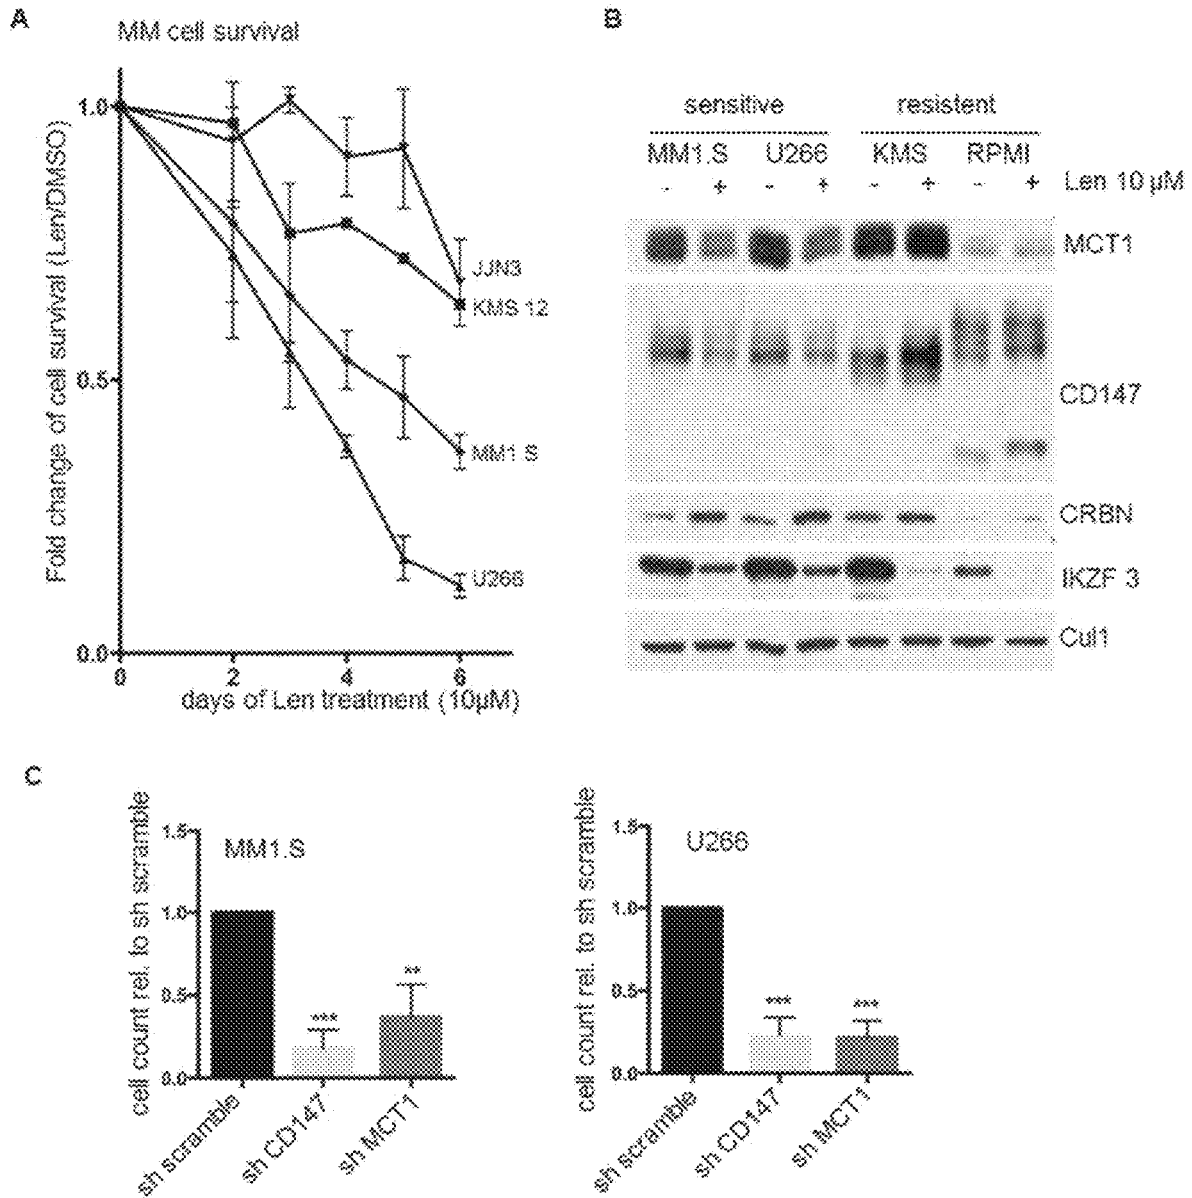 A
MM cell survival
Fold change of cell survival (Len/DMSO)
1.0
0.5
0.0
0 2 4 6
days of Len treatment (10µM)
JJN3
KMS 12
MM1 S
U266
B
sensitive resistent
MM1.S U266 KMS RPMI
- + - + - + - + Len 10 µM
MCT1
CD147
CRBN
IKZF 3
Cul1
C
cell count rel. to sh scramble
1.5
1.0
0.5
0.0
MM1.S
***
**
sh scramble
sh CD147
sh MCT1
cell count rel. to sh scramble
1.5
1.0
0.5
0.0
U266
***
***
sh scramble
sh CD147
sh MCT1